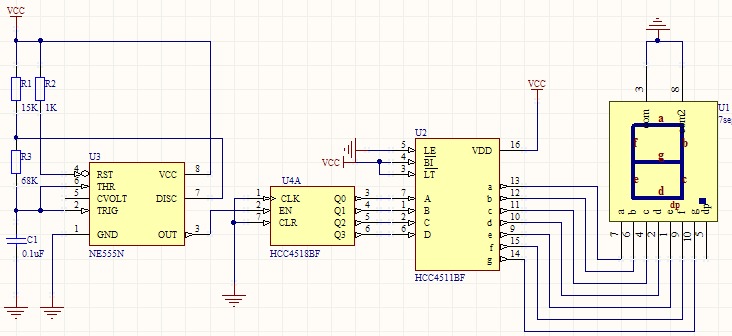 VCC
R1
15K
R2
1K
R3
68K
C1
0.1uF
U3
4 RST VCC 8
6 THR
5 CVOLT DISC 7
2 TRIG
1 GND OUT 3
NE555N
U4A
1 CLK Q0 3
2 EN Q1 4
7 CLR Q2 5
Q3 6
HCC4518BF
VCC
U2
5 LE VDD 16
4 BI
3 LT
7 A a 13
1 B b 12
2 C c 11
6 D d 10
e 9
f 15
g 14
HCC4511BF
VCC
3 8
com com2
U1
7seg
a
f b
g
e c
d
dp
a b c d e f g dp
7 6 4 2 1 9 10 5